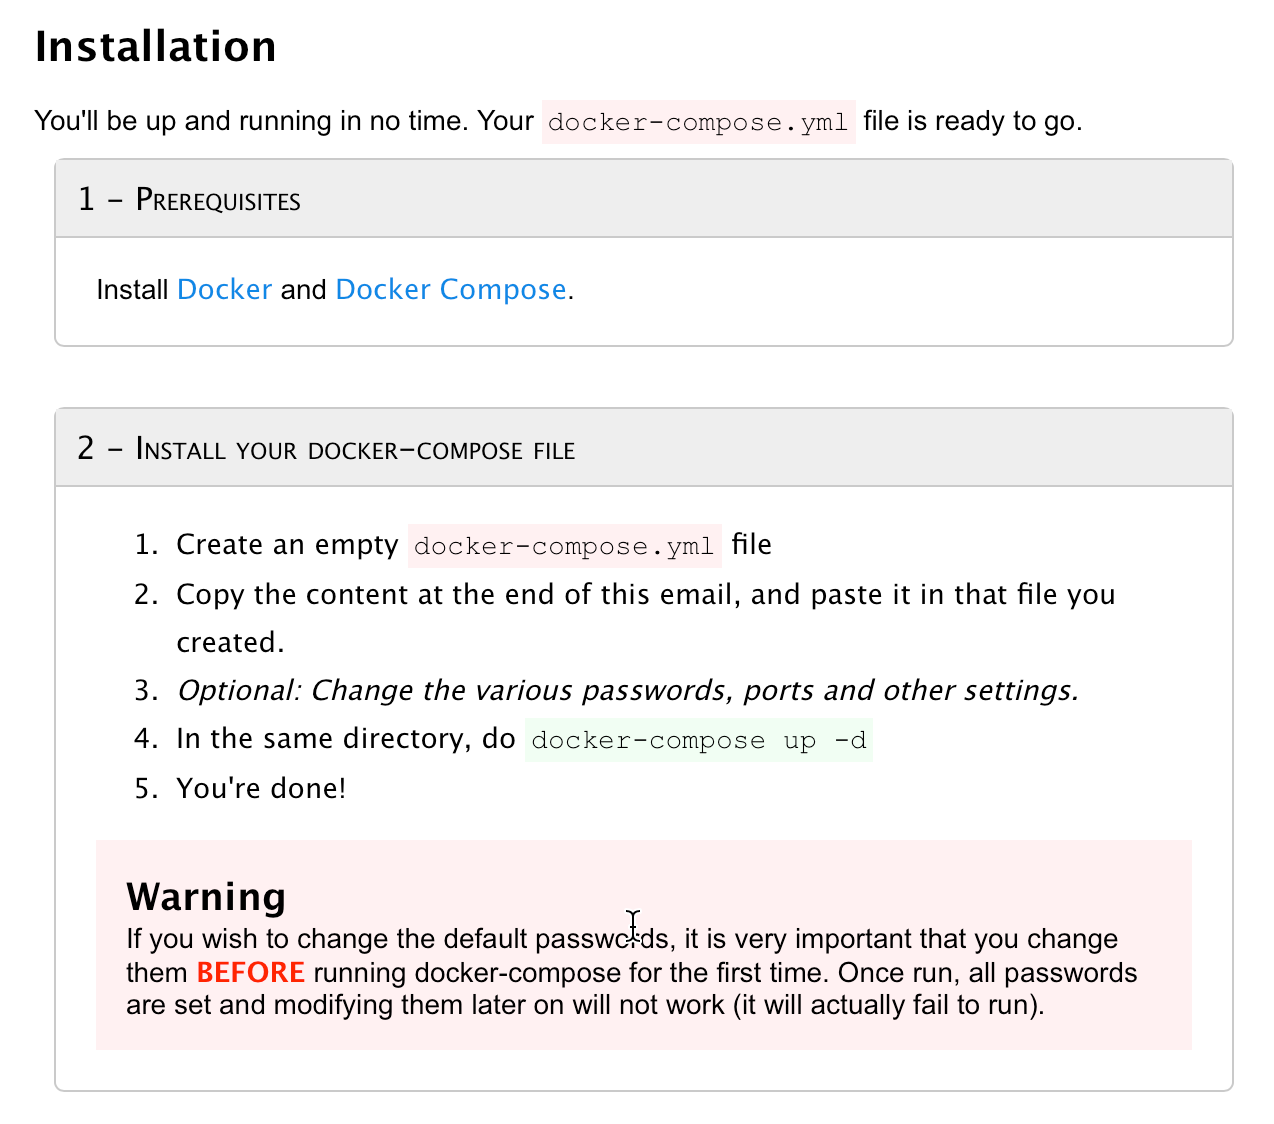 Installation
You'll be up and running in no time. Your docker-compose.yml file is ready to go.
1 – Prerequisites
Install Docker and Docker Compose.
2 – Install your docker-compose file
1. Create an empty docker-compose.yml file
2. Copy the content at the end of this email, and paste it in that file you
created.
3. Optional: Change the various passwords, ports and other settings.
4. In the same directory, do docker-compose up -d
5. You're done!
Warning
If you wish to change the default passwords, it is very important that you change
them BEFORE running docker-compose for the first time. Once run, all passwords
are set and modifying them later on will not work (it will actually fail to run).